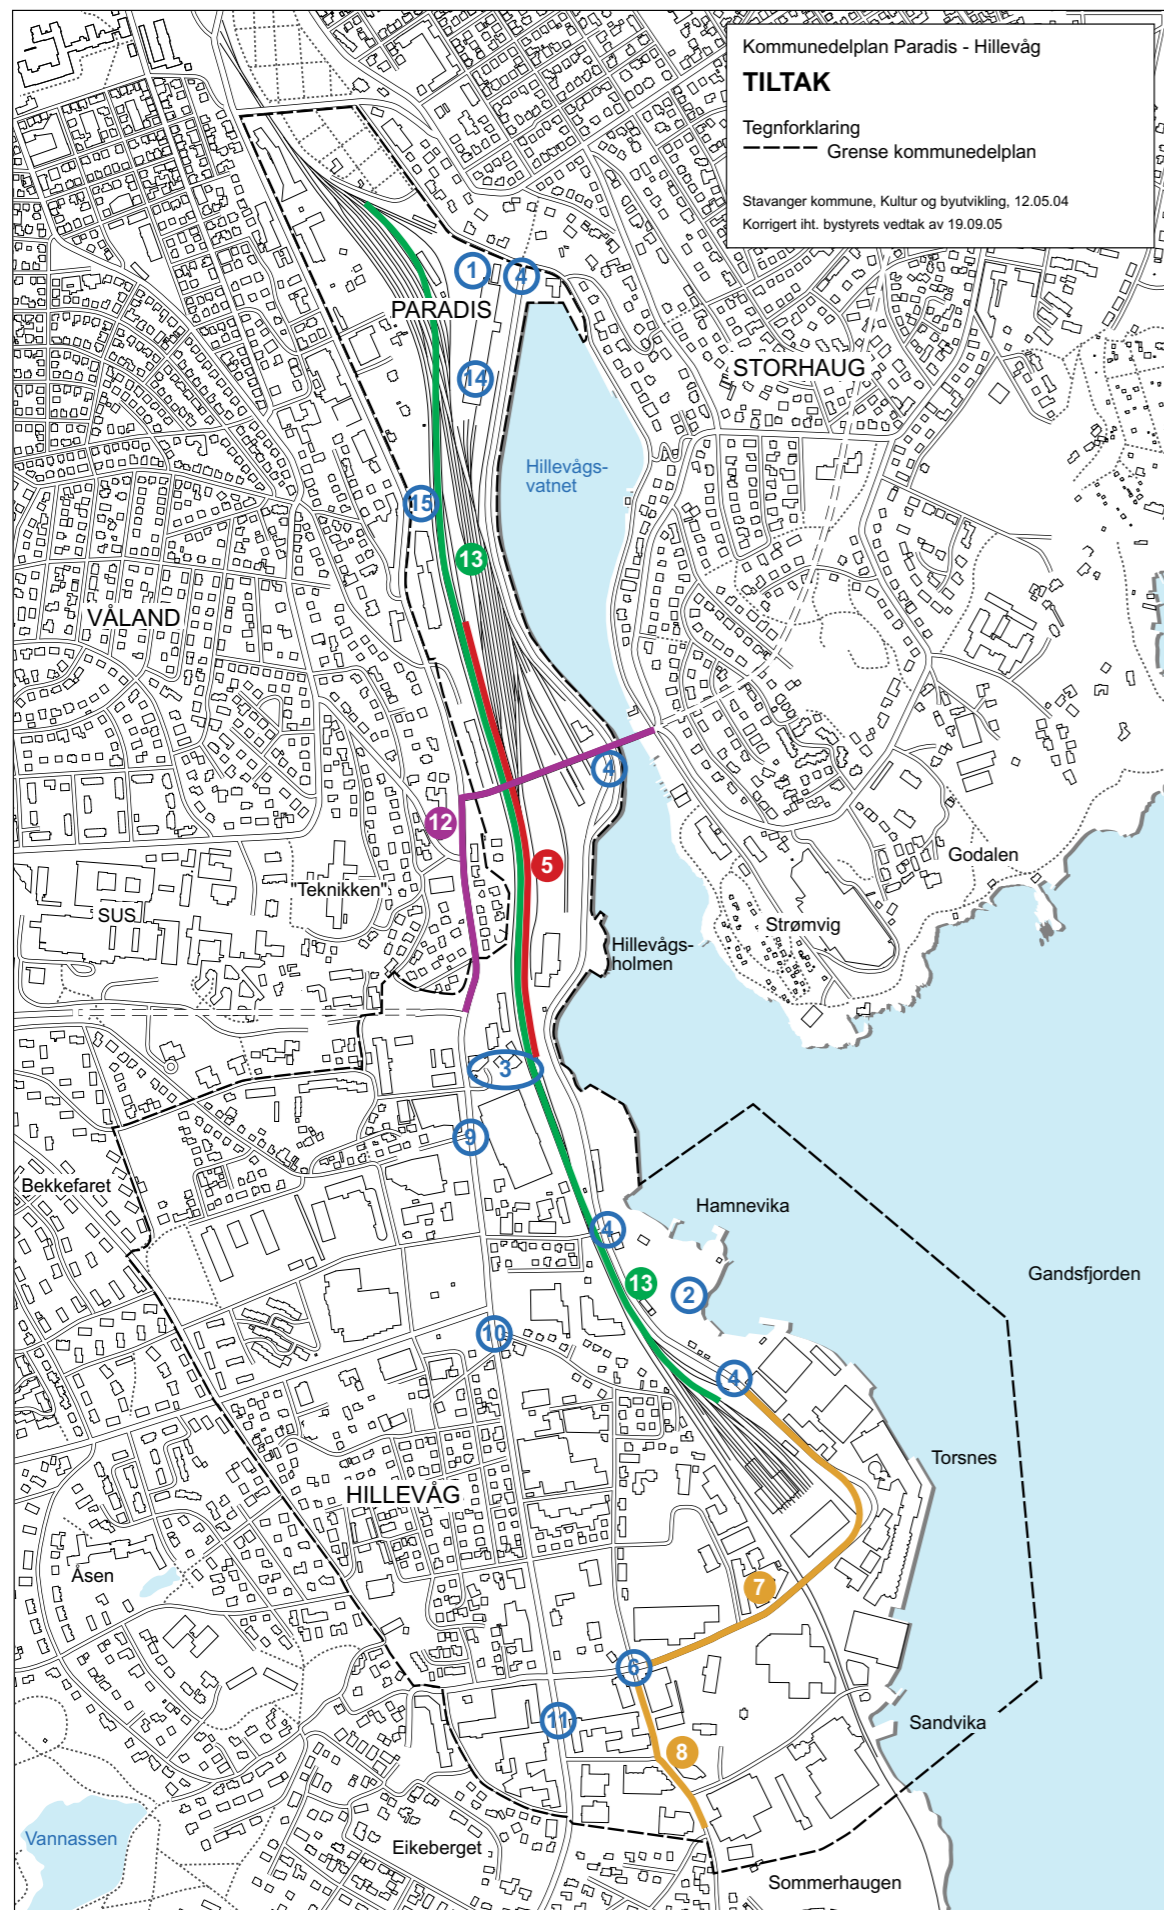 Kommunedelplan Paradis - Hillevåg
TILTAK
Tegnforklaring
Grense kommunedelplan
Stavanger kommune, Kultur og byutvikling, 12.05.04
Korrigert iht. bystyrets vedtak av 19.09.05
1
4
PARADIS
STORHAUG
14
Hillevågs-
vatnet
15
13
VÅLAND
4
12
5
Godalen
"Teknikken"
SUS
Strømvig
Hillevågs-
holmen
3
9
Bekkefaret
Hamnevika
4
Gandsfjorden
13
2
10
4
Torsnes
HILLEVÅG
Åsen
7
6
11
Sandvika
8
Vannassen
Eikeberget
Sommerhaugen